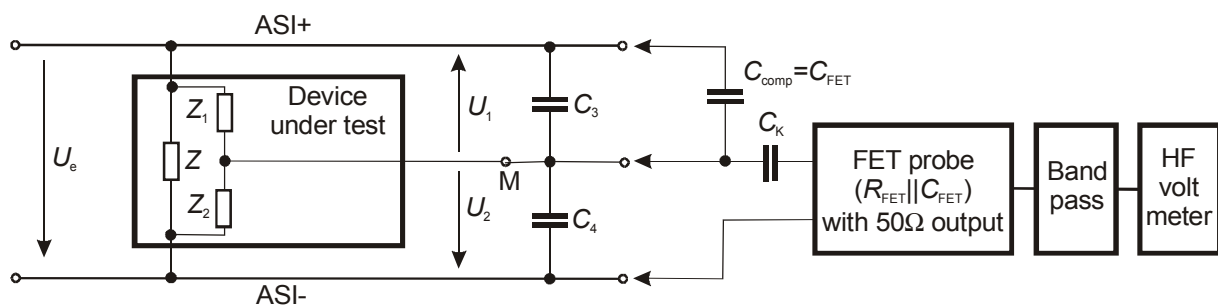 ASI+
Device
under test
Z1
Z
Z2
Ue
U1
U2
M
C3
C4
Ccomp=CFET
CK
FET probe
(RFET||CFET)
with 50Ω output
Band
pass
HF
volt
meter
ASI-